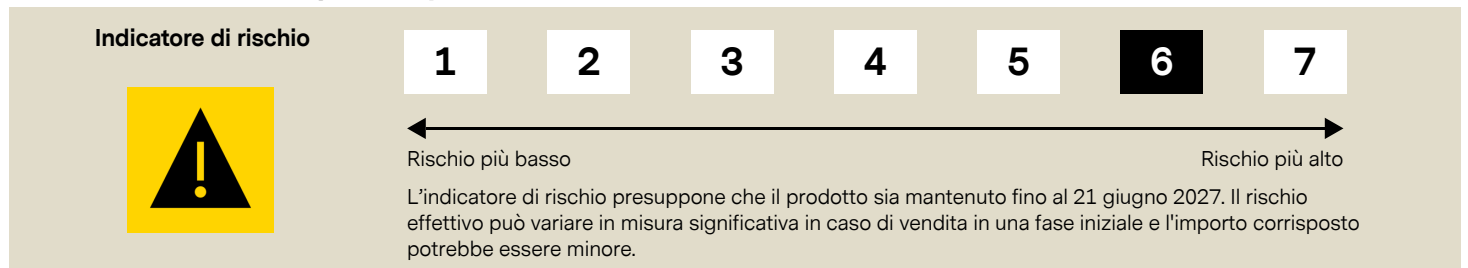 Indicatore di rischio
1 2 3 4 5 6 7
Rischio più basso Rischio più alto
L'indicatore di rischio presuppone che il prodotto sia mantenuto fino al 21 giugno 2027. Il rischio
effettivo può variare in misura significativa in caso di vendita in una fase iniziale e l'importo corrisposto
potrebbe essere minore.